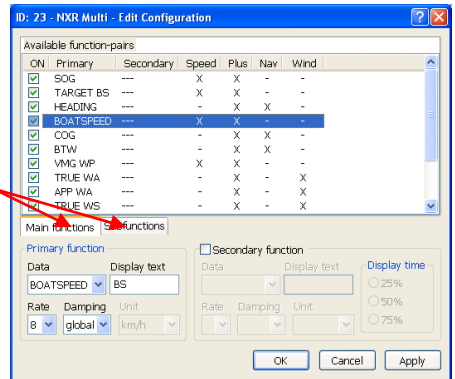 ID: 23 - NXR Multi - Edit Configuration
Available function-pairs
ON Primary Secondary Speed Plus Nav Wind
SOG --- X X - -
TARGET BS --- X X - -
HEADING --- - X X -
BOATSPEED --- X X - -
COG --- - X X -
BTW --- - X X -
VMG WP --- X X - -
TRUE WA --- - X - X
APP WA --- - X - X
TRUE WS --- - X - X
Main functions Subfunctions
Primary function
Secondary function
Data Display text
Data Display text Display time
BOATSPEED BS
25%
Rate Damping Unit
Rate Damping Unit 50%
8 global km/h
75%
OK Cancel Apply